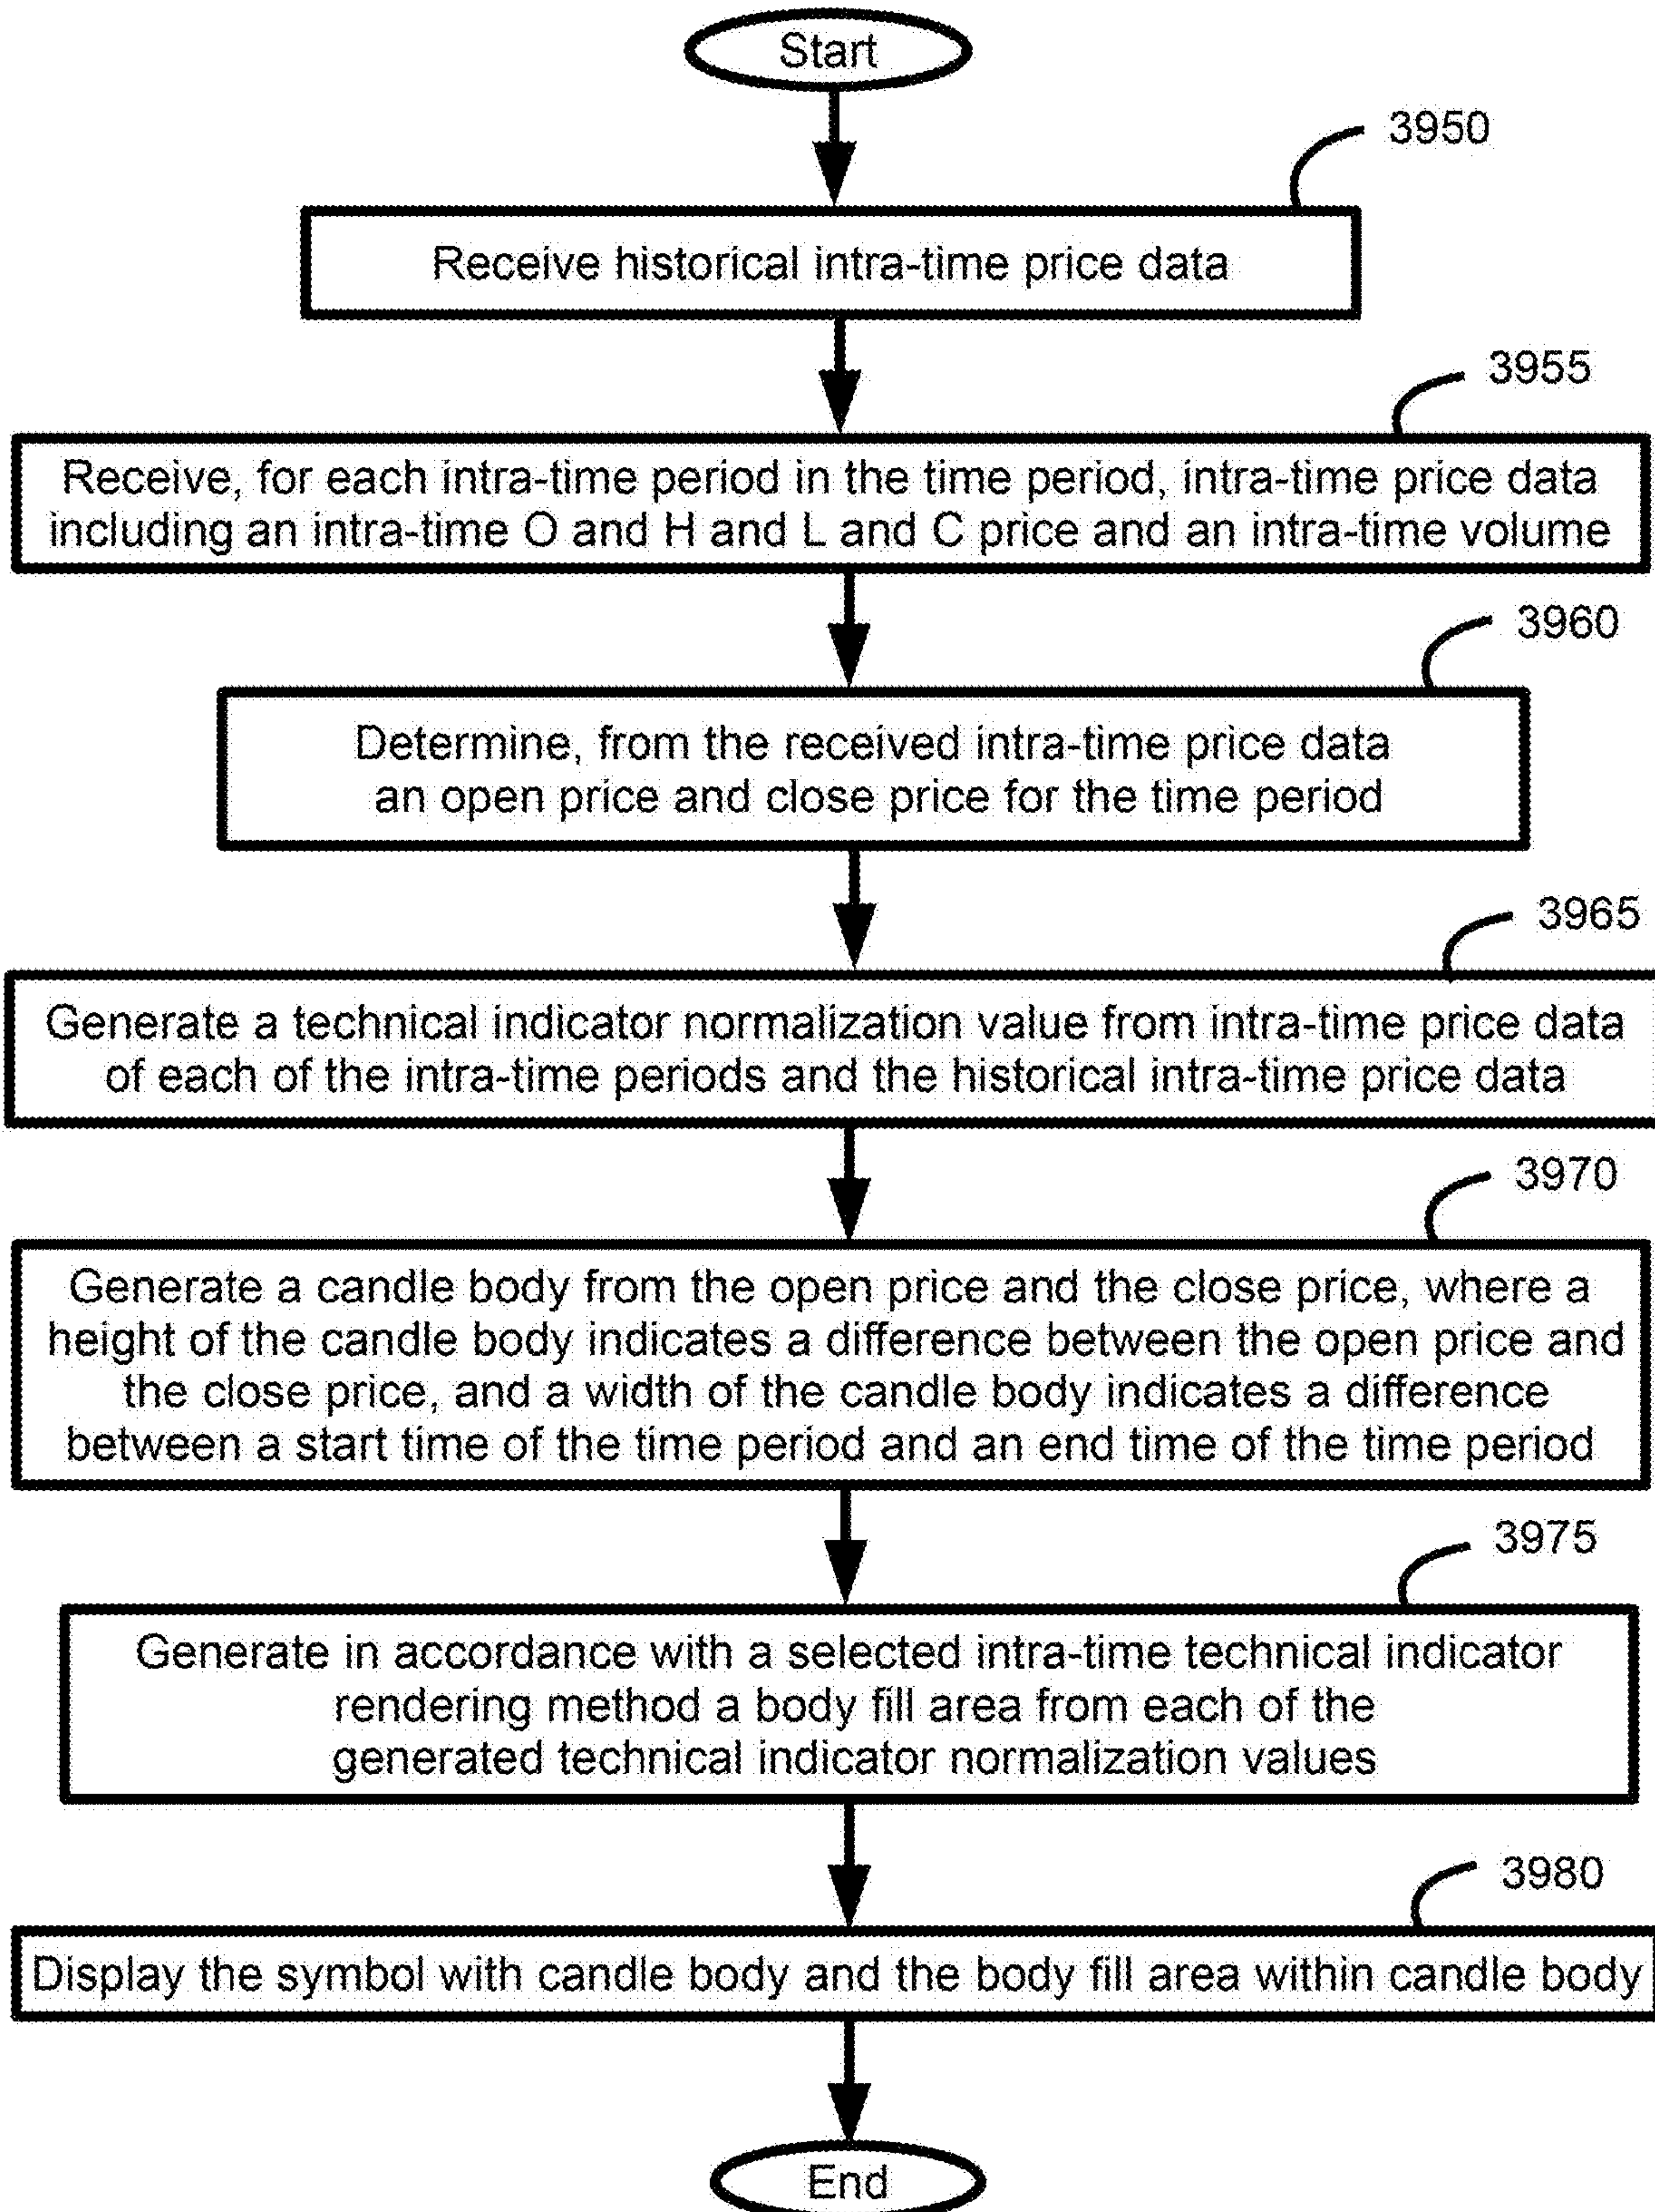 Start
3950
Receive historical intra-time price data
3955
Receive, for each intra-time period in the time period, intra-time price data
including an intra-time O and H and L and C price and an intra-time volume
3960
Determine, from the received intra-time price data
an open price and close price for the time period
3965
Generate a technical indicator normalization value from intra-time price data
of each of the intra-time periods and the historical intra-time price data
3970
Generate a candle body from the open price and the close price, where a
height of the candle body indicates a difference between the open price and
the close price, and a width of the candle body indicates a difference
between a start time of the time period and an end time of the time period
3975
Generate in accordance with a selected intra-time technical indicator
rendering method a body fill area from each of the
generated technical indicator normalization values
3980
Display the symbol with candle body and the body fill area within candle body
End